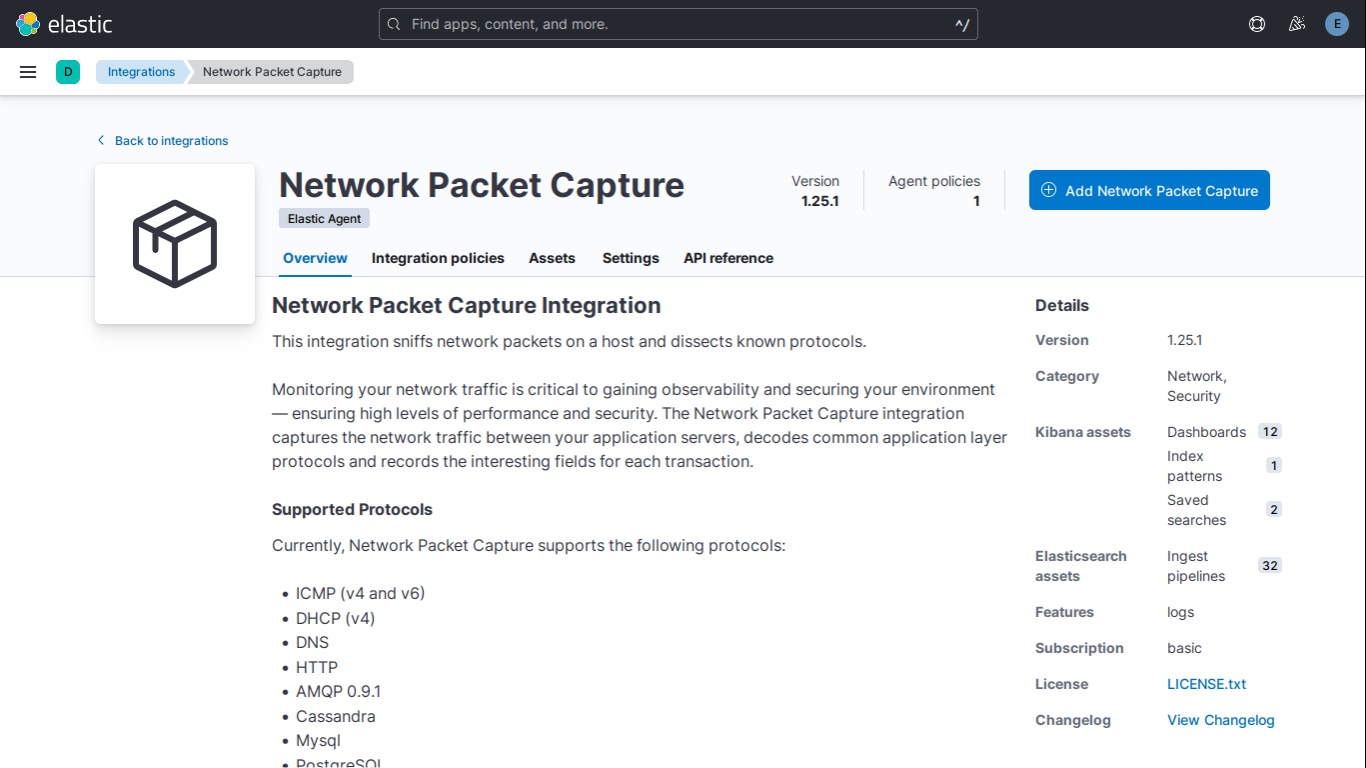 elastic
Find apps, content, and more.
^/
E
D
Integrations
Network Packet Capture
Back to integrations
Network Packet Capture
Elastic Agent
Version
1.25.1
Agent policies
1
Add Network Packet Capture
Overview
Integration policies
Assets
Settings
API reference
Network Packet Capture Integration
This integration sniffs network packets on a host and dissects known protocols.
Monitoring your network traffic is critical to gaining observability and securing your environment
— ensuring high levels of performance and security. The Network Packet Capture integration
captures the network traffic between your application servers, decodes common application layer
protocols and records the interesting fields for each transaction.
Supported Protocols
Currently, Network Packet Capture supports the following protocols:
• ICMP (v4 and v6)
• DHCP (v4)
• DNS
• HTTP
• AMQP 0.9.1
• Cassandra
• Mysql
• PostgreSQL
Details
Version 1.25.1
Category Network,
Security
Kibana assets Dashboards 12
Index
patterns 1
Saved
searches 2
Elasticsearch
assets
Ingest
pipelines 32
Features logs
Subscription basic
License LICENSE.txt
Changelog View Changelog